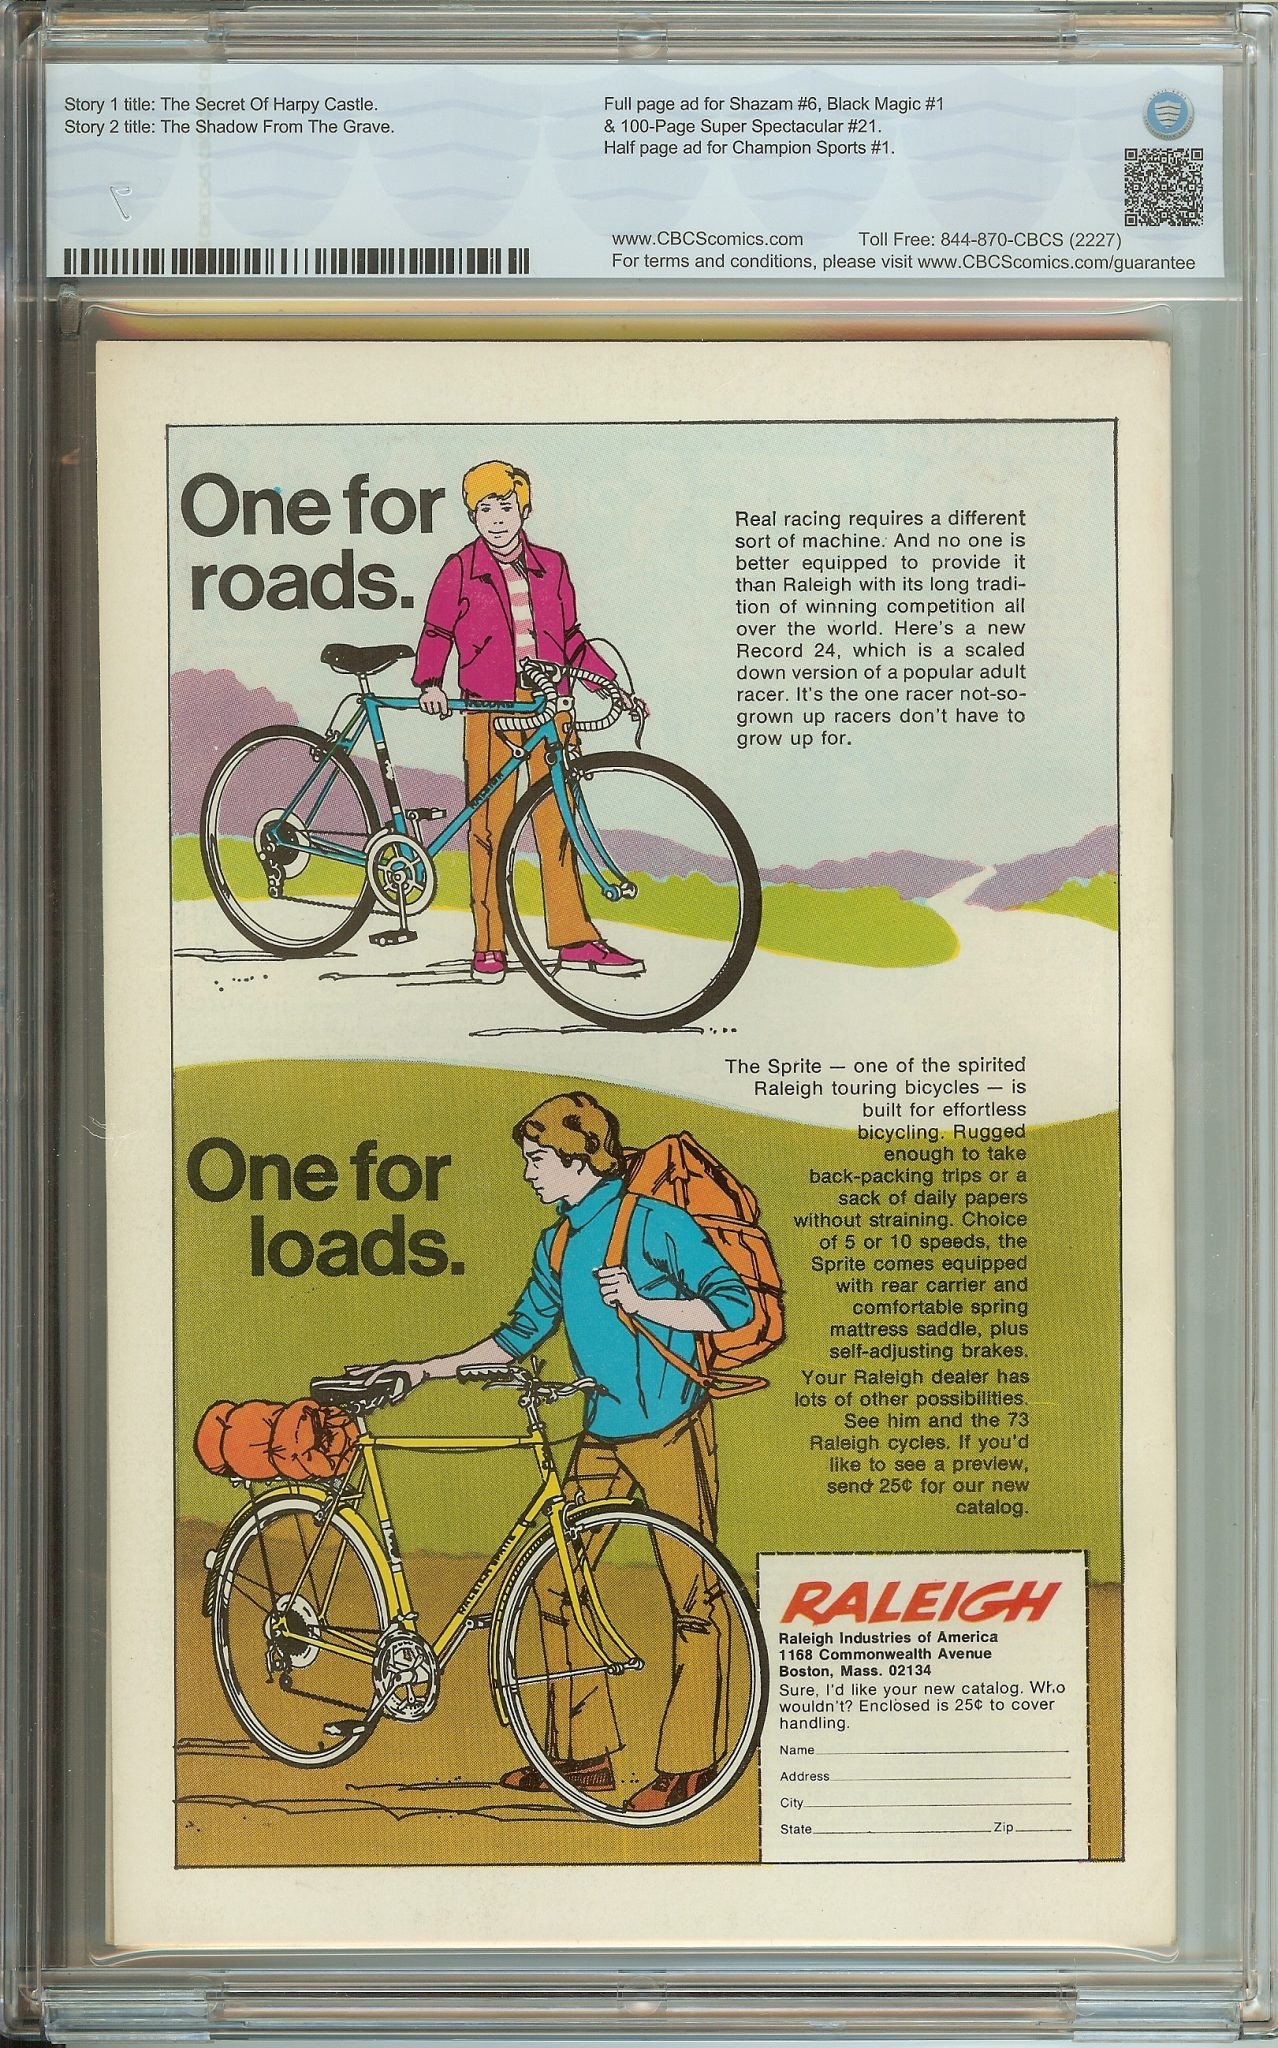 Story 1 title: The Secret Of Harpy Castle.
Story 2 title: The Shadow From The Grave.
Full page ad for Shazam #6, Black Magic #1
& 100-Page Super Spectacular #21.
Half page ad for Champion Sports #1.
www.CBCScomics.com Toll Free: 844-870-CBCS (2227)
For terms and conditions, please visit www.CBCScomics.com/guarantee
One for
roads.
Real racing requires a different
sort of machine. And no one is
better equipped to provide it
than Raleigh with its long tradi-
tion of winning competition all
over the world. Here's a new
Record 24, which is a scaled
down version of a popular adult
racer. It's the one racer not-so-
grown up racers don't have to
grow up for.
RECORD
RALEIGH
The Sprite — one of the spirited
Raleigh touring bicycles — is
built for effortless
bicycling. Rugged
enough to take
back-packing trips or a
sack of daily papers
without straining. Choice
of 5 or 10 speeds, the
Sprite comes equipped
with rear carrier and
comfortable spring
mattress saddle, plus
self-adjusting brakes.
Your Raleigh dealer has
lots of other possibilities.
See him and the 73
Raleigh cycles. If you'd
like to see a preview,
send 25¢ for our new
catalog.
One for
loads.
RALEIGH SPRITE
RALEIGH
Raleigh Industries of America
1168 Commonwealth Avenue
Boston, Mass. 02134
Sure, I'd like your new catalog. Who
wouldn't? Enclosed is 25¢ to cover
handling.
Name
Address
City
State Zip